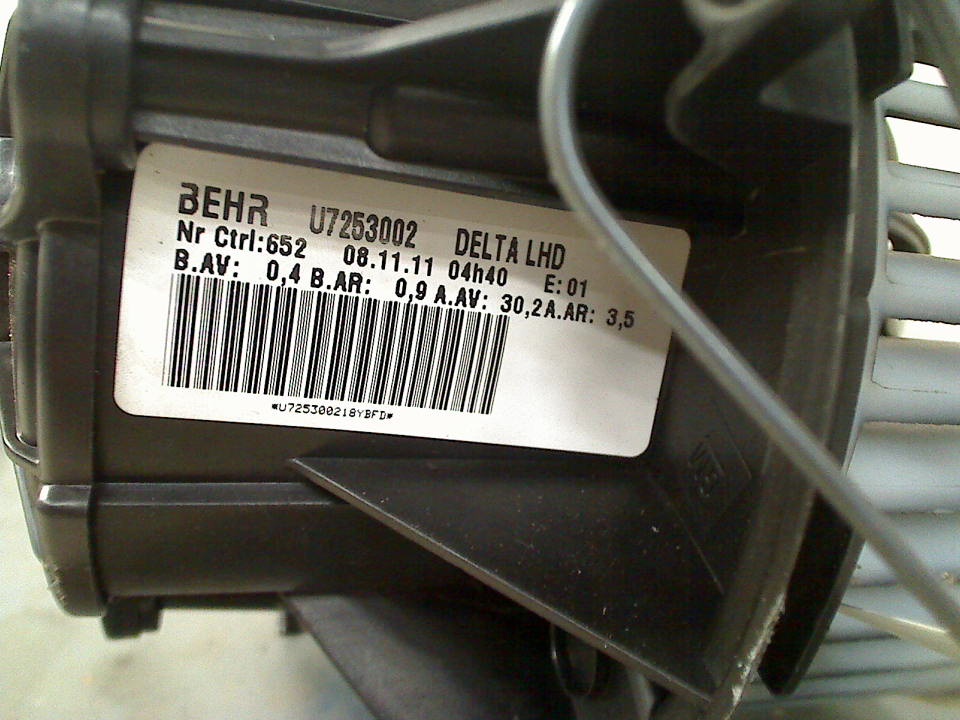 BEHR U7253002 DELTA LHD
Nr Ctrl:652 08.11.11 04h40 E:01
B.AV: 0,4 B.AR: 0,9 A.AV: 30,2 A.AR: 3,5
*U725300218YBFD*